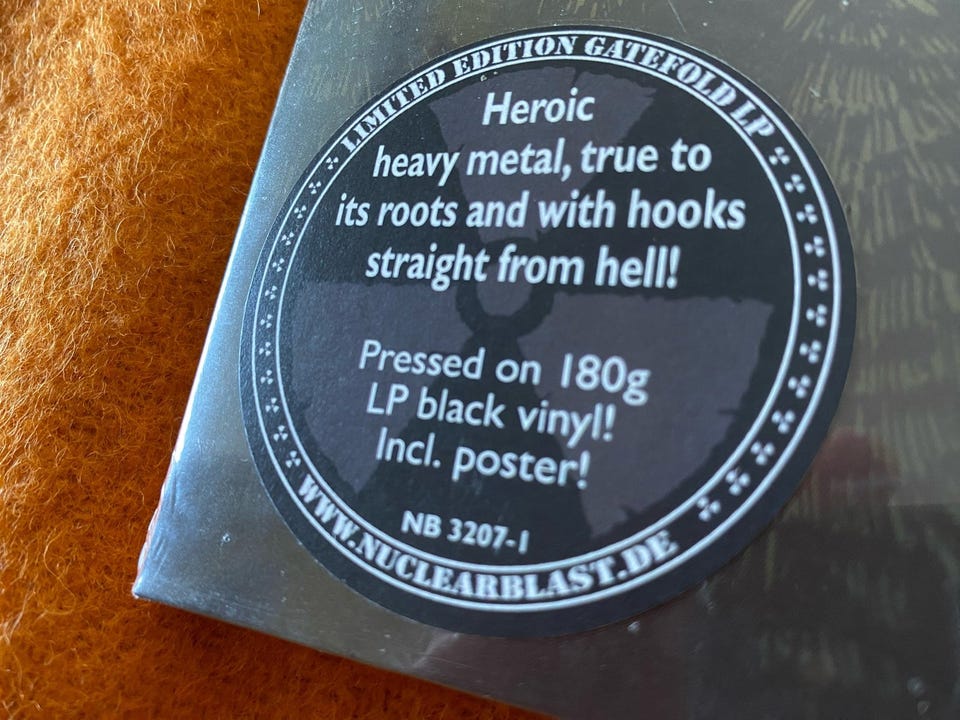 LIMITED EDITION GATEFOLD LP
Heroic
heavy metal, true to
its roots and with hooks
straight from hell!
Pressed on 180g
LP black vinyl!
Incl. poster!
NB 3207-1
WWW.NUCLEARBLAST.DE